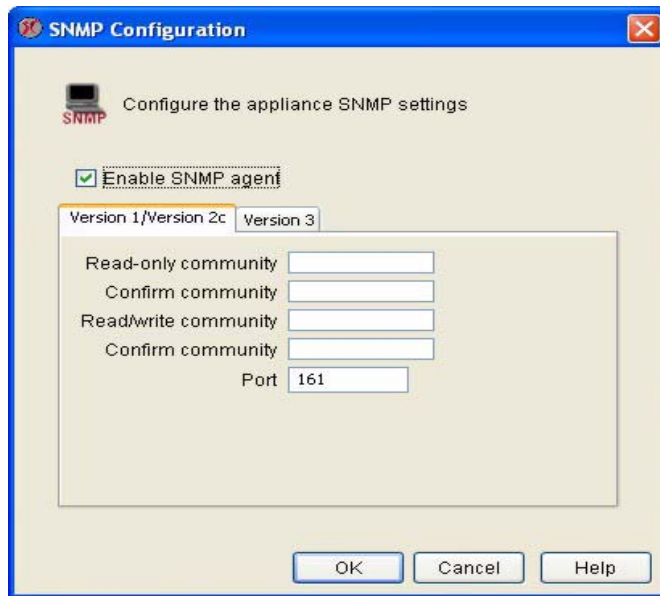 SNMP Configuration
SNMP
Configure the appliance SNMP settings
Enable SNMP agent
Version 1/Version 2c
Version 3
Read-only community
Confirm community
Read/write community
Confirm community
Port 161
OK Cancel Help